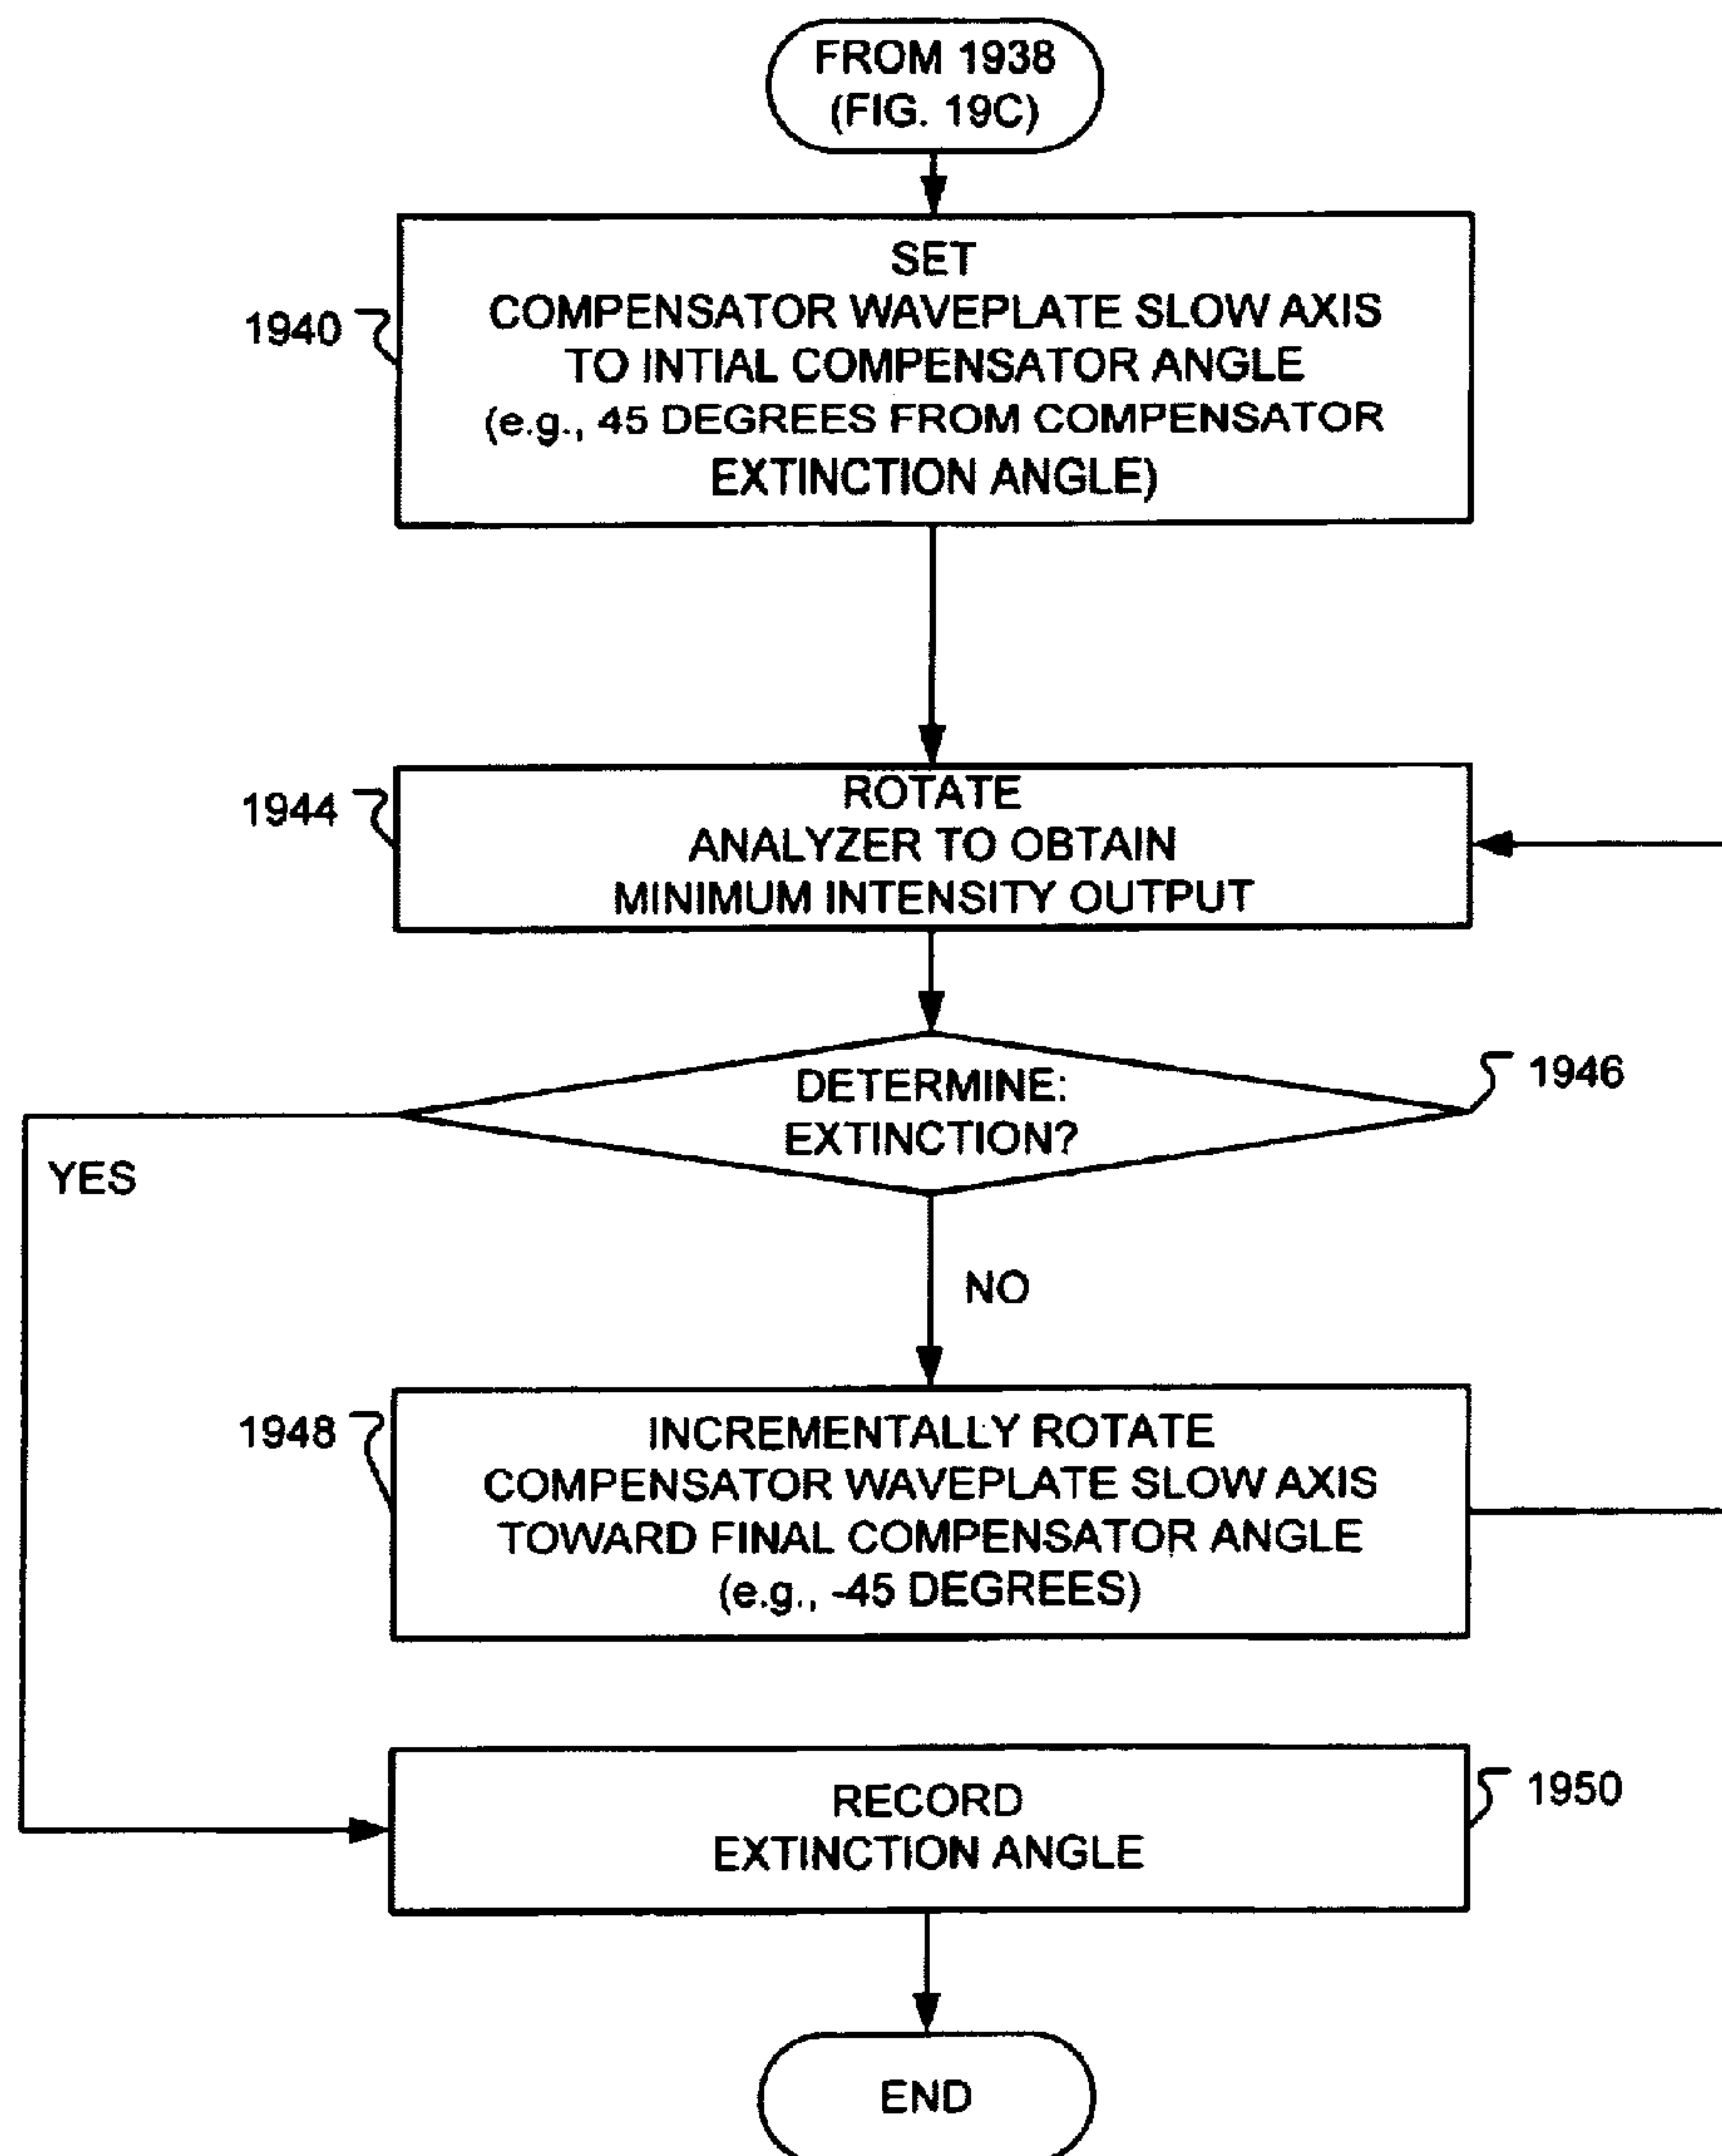 FROM 1938
(FIG. 19C)
1940
SET
COMPENSATOR WAVEPLATE SLOW AXIS
TO INTIAL COMPENSATOR ANGLE
(e.g., 45 DEGREES FROM COMPENSATOR
EXTINCTION ANGLE)
1944
ROTATE
ANALYZER TO OBTAIN
MINIMUM INTENSITY OUTPUT
1946
DETERMINE:
EXTINCTION?
YES
NO
1948
INCREMENTALLY ROTATE
COMPENSATOR WAVEPLATE SLOW AXIS
TOWARD FINAL COMPENSATOR ANGLE
(e.g., -45 DEGREES)
1950
RECORD
EXTINCTION ANGLE
END